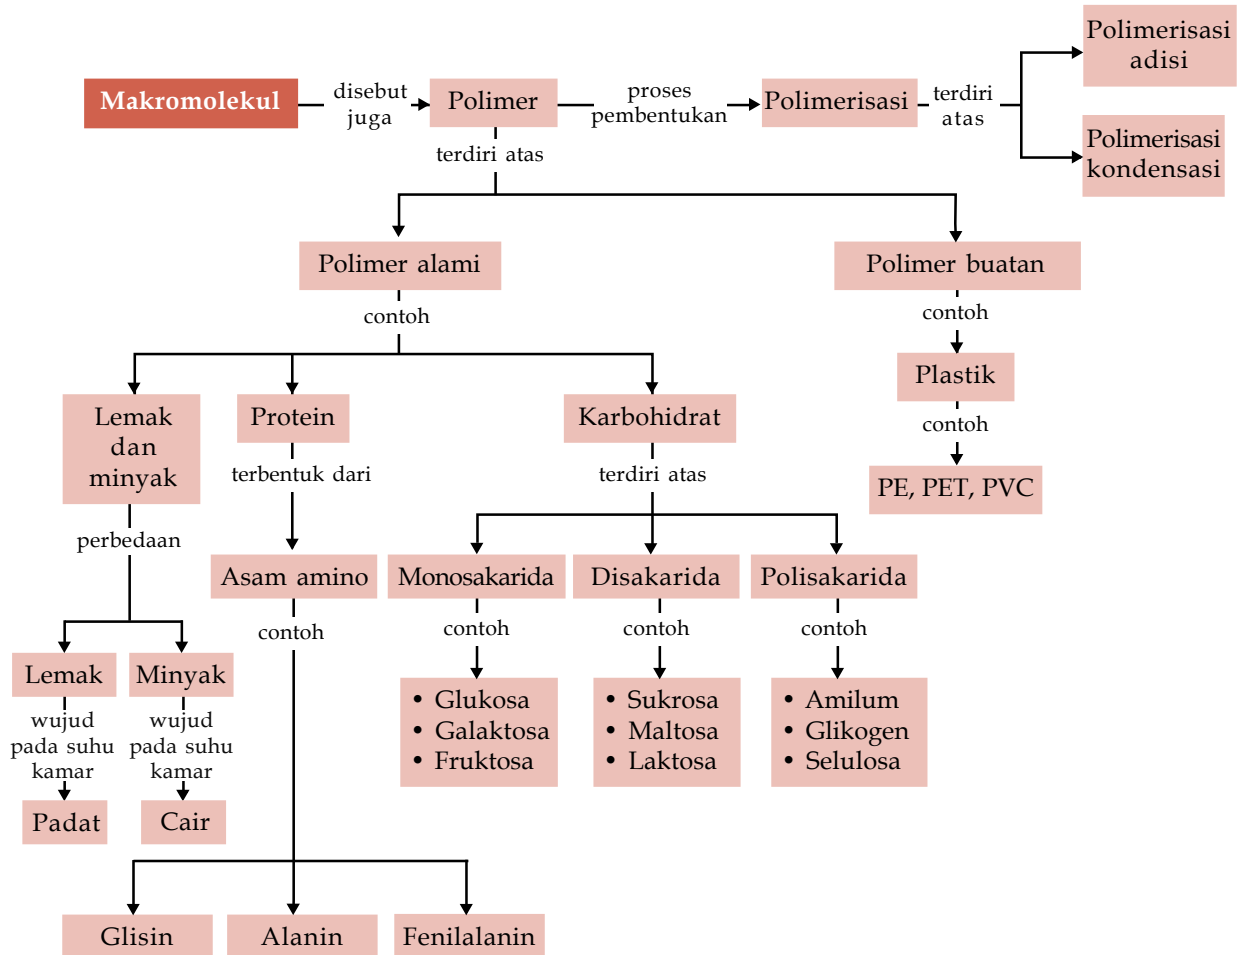 Makromolekul
disebut
juga
Polimer
proses
pembentukan
Polimerisasi
terdiri
atas
Polimerisasi
adisi
Polimerisasi
kondensasi
terdiri atas
Polimer alami
Polimer buatan
contoh
contoh
Lemak
dan
minyak
Protein
Karbohidrat
Plastik
contoh
PE, PET, PVC
perbedaan
terbentuk dari
terdiri atas
Asam amino
Monosakarida
Disakarida
Polisakarida
contoh
contoh
contoh
contoh
Lemak
Minyak
wujud
pada suhu
kamar
wujud
pada suhu
kamar
Padat
Cair
• Glukosa
• Galaktosa
• Fruktosa
• Sukrosa
• Maltosa
• Laktosa
• Amilum
• Glikogen
• Selulosa
Glisin
Alanin
Fenilalanin